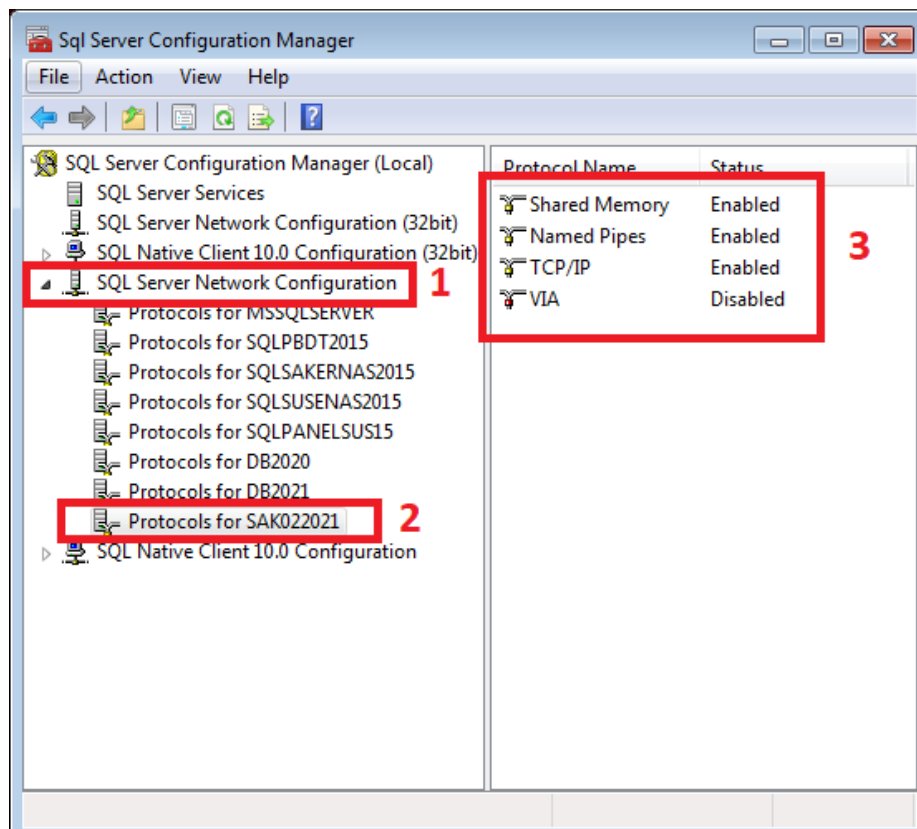 Sql Server Configuration Manager
File Action View Help
SQL Server Configuration Manager (Local)
SQL Server Services
SQL Server Network Configuration (32bit)
SQL Native Client 10.0 Configuration (32bit)
SQL Server Network Configuration 1
Protocols for MSSQLSERVER
Protocols for SQLPBDT2015
Protocols for SQLSAKERNAS2015
Protocols for SQLSUSENAS2015
Protocols for SQLPANELSUS15
Protocols for DB2020
Protocols for DB2021
Protocols for SAK022021 2
SQL Native Client 10.0 Configuration
Protocol Name Status
Shared Memory Enabled
Named Pipes Enabled 3
TCP/IP Enabled
VIA Disabled